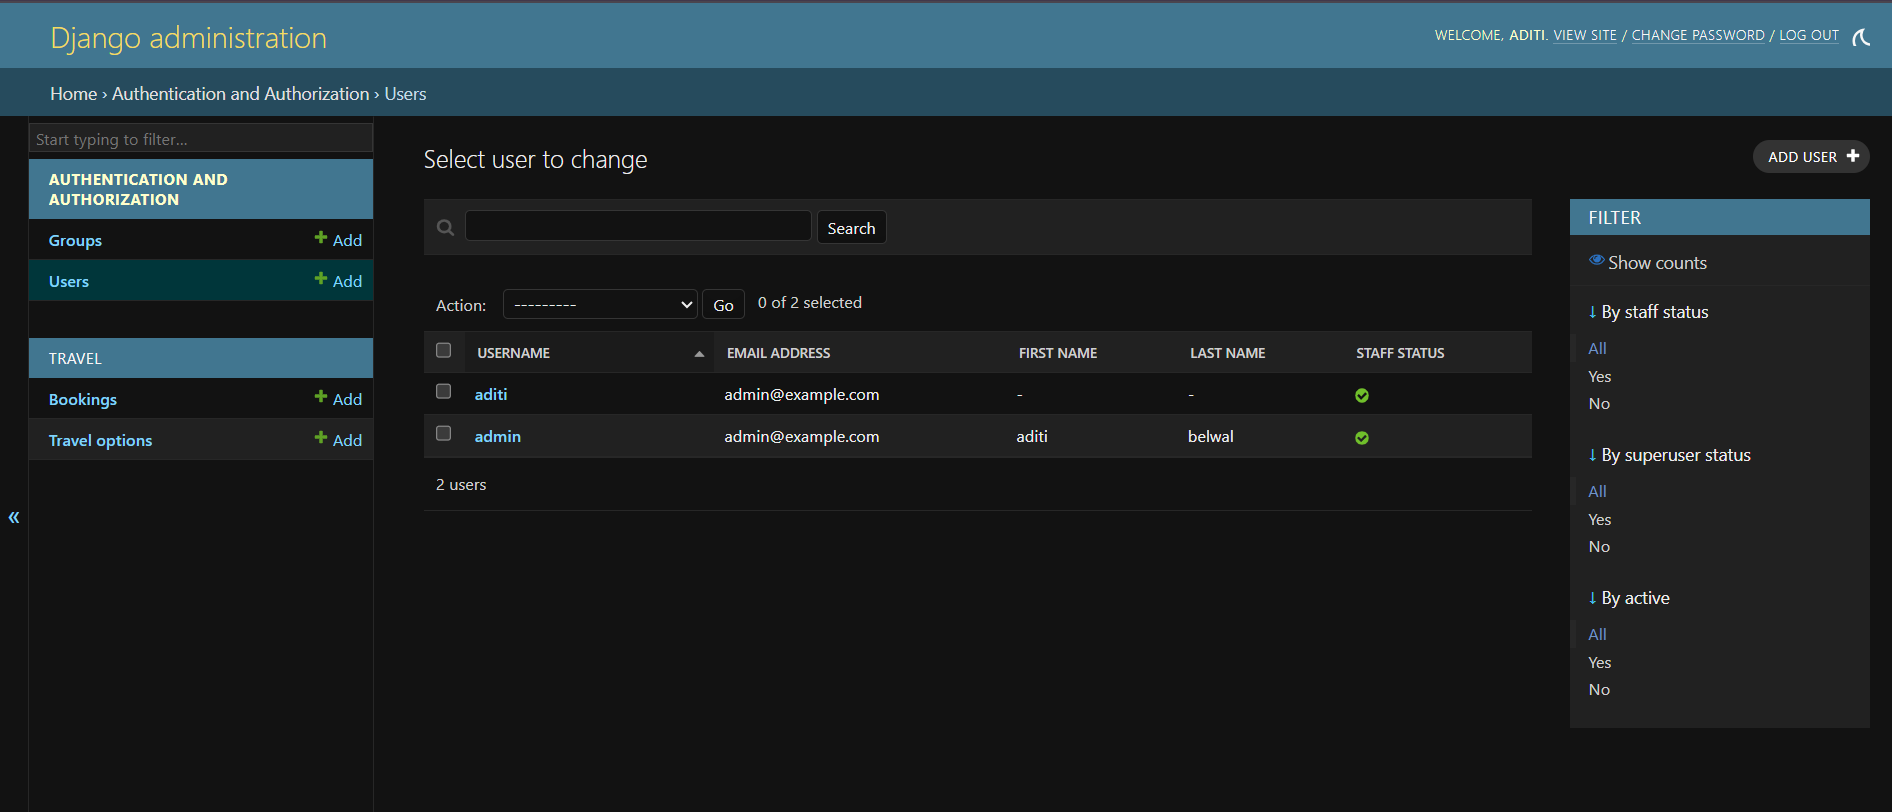 Django administration
WELCOME, ADITI. VIEW SITE / CHANGE PASSWORD / LOG OUT
Home › Authentication and Authorization › Users
Start typing to filter...
AUTHENTICATION AND
AUTHORIZATION
Groups + Add
Users + Add
TRAVEL
Bookings + Add
Travel options + Add
«
Select user to change
ADD USER +
Search
Action: --------- Go 0 of 2 selected
USERNAME EMAIL ADDRESS FIRST NAME LAST NAME STAFF STATUS
aditi admin@example.com - -
admin admin@example.com aditi belwal
2 users
FILTER
Show counts
↓ By staff status
All
Yes
No
↓ By superuser status
All
Yes
No
↓ By active
All
Yes
No